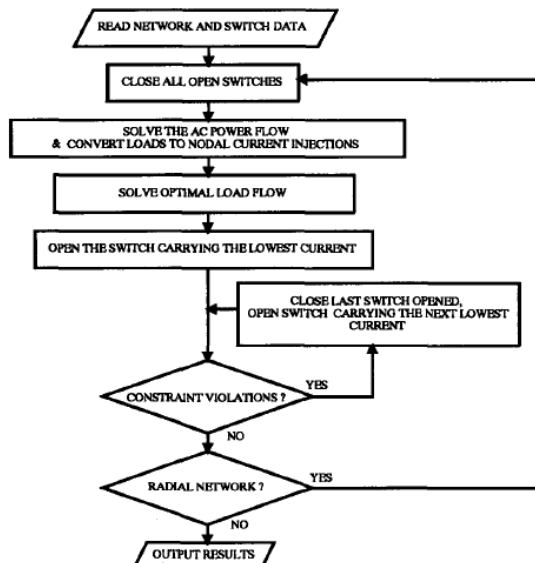 READ NETWORK AND SWITCH DATA
CLOSE ALL OPEN SWITCHES
SOLVE THE AC POWER FLOW
& CONVERT LOADS TO NODAL CURRENT INJECTIONS
SOLVE OPTIMAL LOAD FLOW
OPEN THE SWITCH CARRYING THE LOWEST CURRENT
CLOSE LAST SWITCH OPENED,
OPEN SWITCH CARRYING THE NEXT LOWEST
CURRENT
CONSTRAINT VIOLATIONS ?
YES
NO
RADIAL NETWORK ?
YES
NO
OUTPUT RESULTS